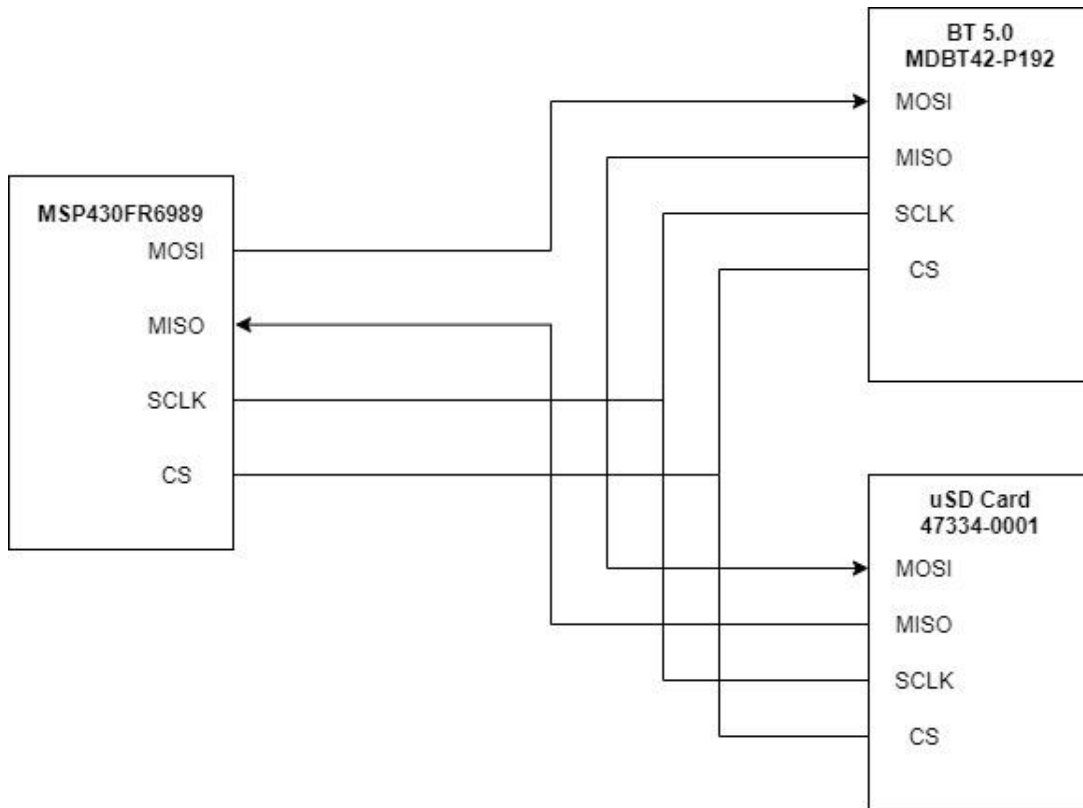 MSP430FR6989
MOSI
MISO
SCLK
CS
BT 5.0
MDBT42-P192
MOSI
MISO
SCLK
CS
uSD Card
47334-0001
MOSI
MISO
SCLK
CS